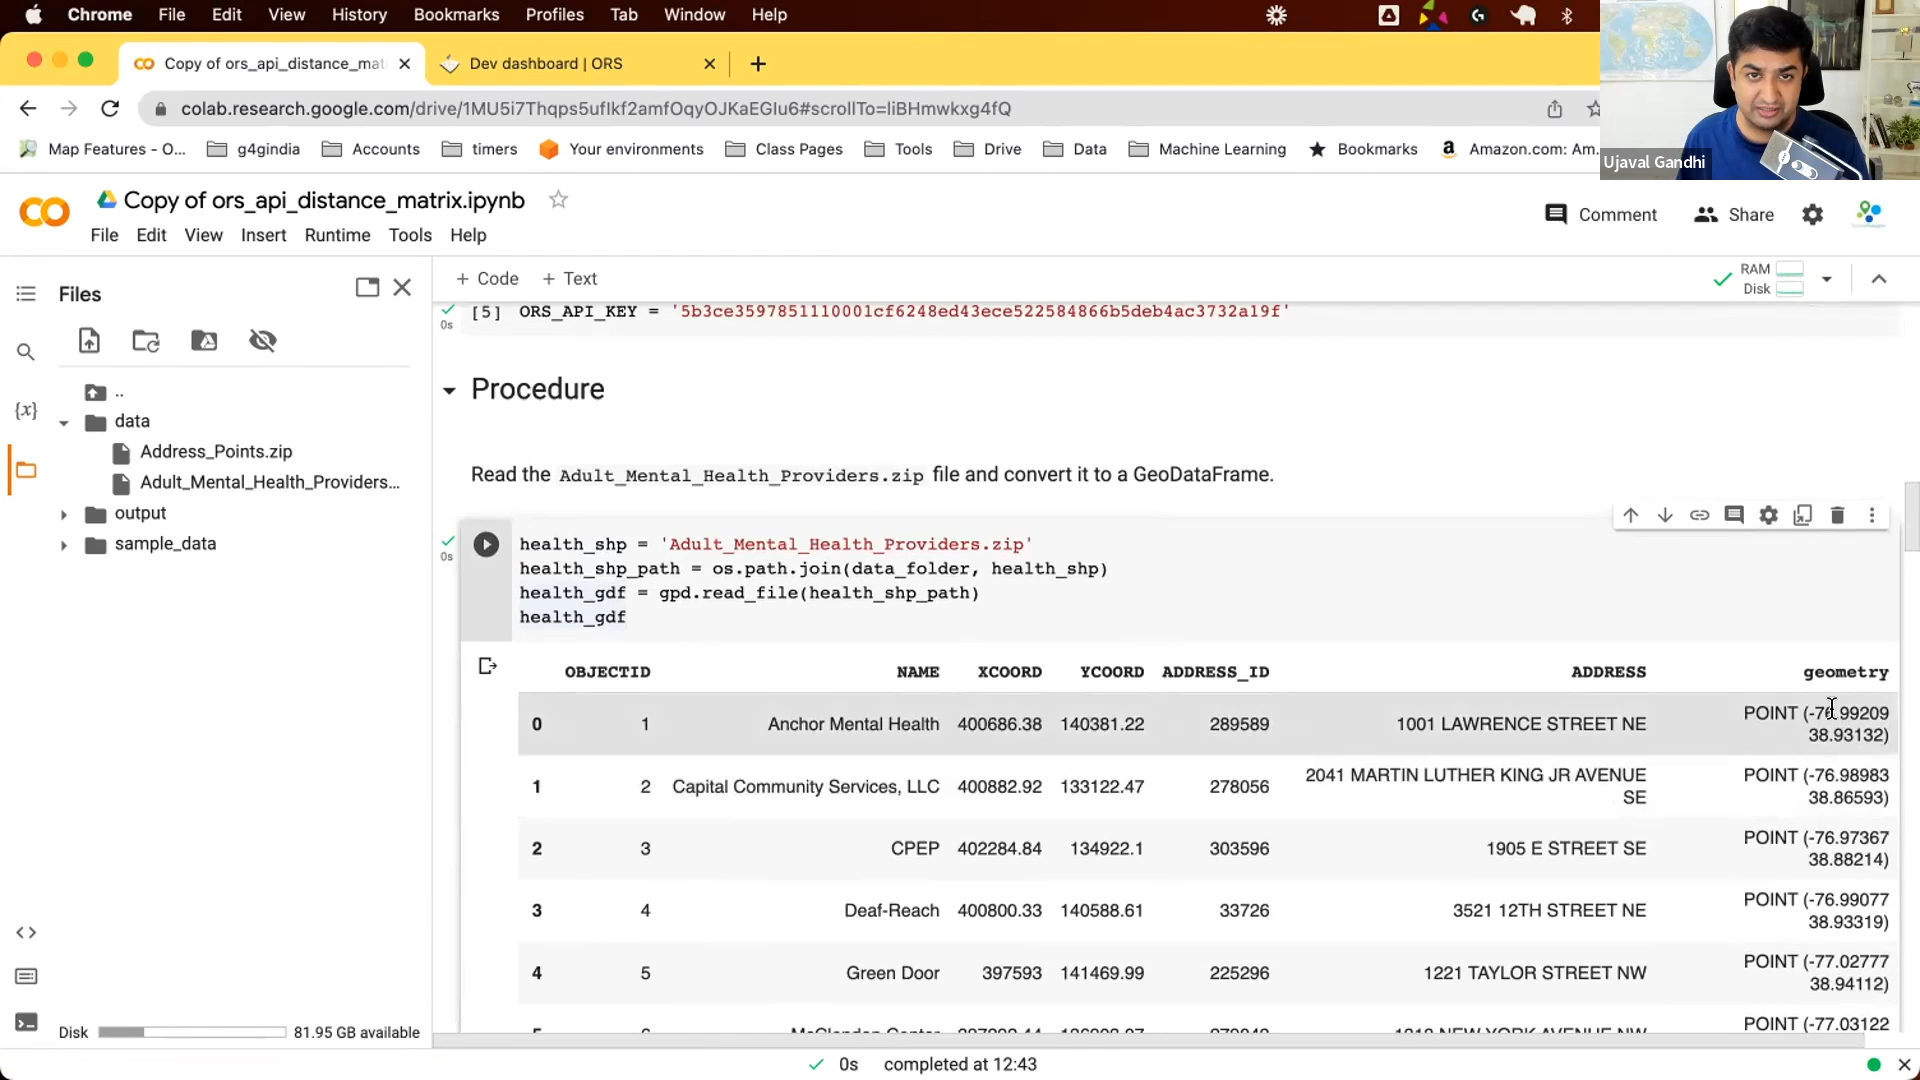 Chrome File Edit View History Bookmarks Profiles Tab Window Help
Copy of ors_api_distance_mat
Dev dashboard | ORS
colab.research.google.com/drive/1MU5i7Thqps5ufIkf2amfOqyOJKaEGIu6#scrollTo=liBHmwkxg4fQ
Map Features - O... g4gindia Accounts timers Your environments Class Pages Tools Drive Data Machine Learning Bookmarks Amazon.com: Am.
Ujaval Gandhi
Copy of ors_api_distance_matrix.ipynb
Comment Share
File Edit View Insert Runtime Tools Help
Files
+ Code + Text
RAM
Disk
0s
[5] ORS_API_KEY = '5b3ce3597851110001cf6248ed43ece522584866b5deb4ac3732a19f'
..
data
Address_Points.zip
Adult_Mental_Health_Providers...
output
sample_data
Procedure
Read the Adult_Mental_Health_Providers.zip file and convert it to a GeoDataFrame.
0s
health_shp = 'Adult_Mental_Health_Providers.zip'
health_shp_path = os.path.join(data_folder, health_shp)
health_gdf = gpd.read_file(health_shp_path)
health_gdf
OBJECTID NAME XCOORD YCOORD ADDRESS_ID ADDRESS geometry
0 1 Anchor Mental Health 400686.38 140381.22 289589 1001 LAWRENCE STREET NE POINT (-76.99209
38.93132)
1 2 Capital Community Services, LLC 400882.92 133122.47 278056 2041 MARTIN LUTHER KING JR AVENUE SE POINT (-76.98983
38.86593)
2 3 CPEP 402284.84 134922.1 303596 1905 E STREET SE POINT (-76.97367
38.88214)
3 4 Deaf-Reach 400800.33 140588.61 33726 3521 12TH STREET NE POINT (-76.99077
38.93319)
4 5 Green Door 397593 141469.99 225296 1221 TAYLOR STREET NW POINT (-77.02777
38.94112)
POINT (-77.03122
Disk 81.95 GB available
0s completed at 12:43